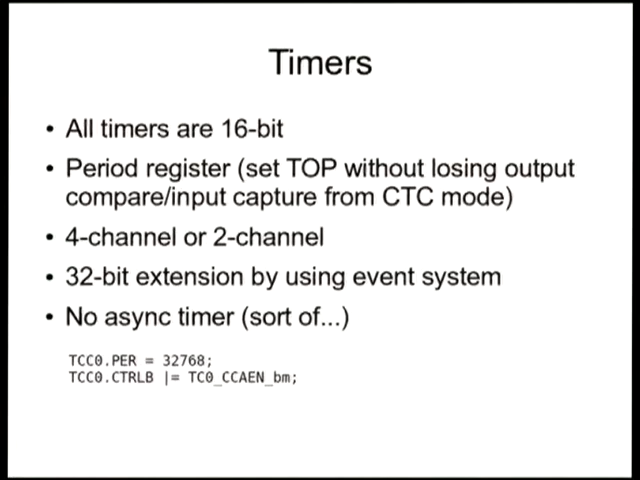 Timers
• All timers are 16-bit
• Period register (set TOP without losing output
compare/input capture from CTC mode)
• 4-channel or 2-channel
• 32-bit extension by using event system
• No async timer (sort of...)
TCC0.PER = 32768;
TCC0.CTRLB |= TC0_CCAEN_bm;